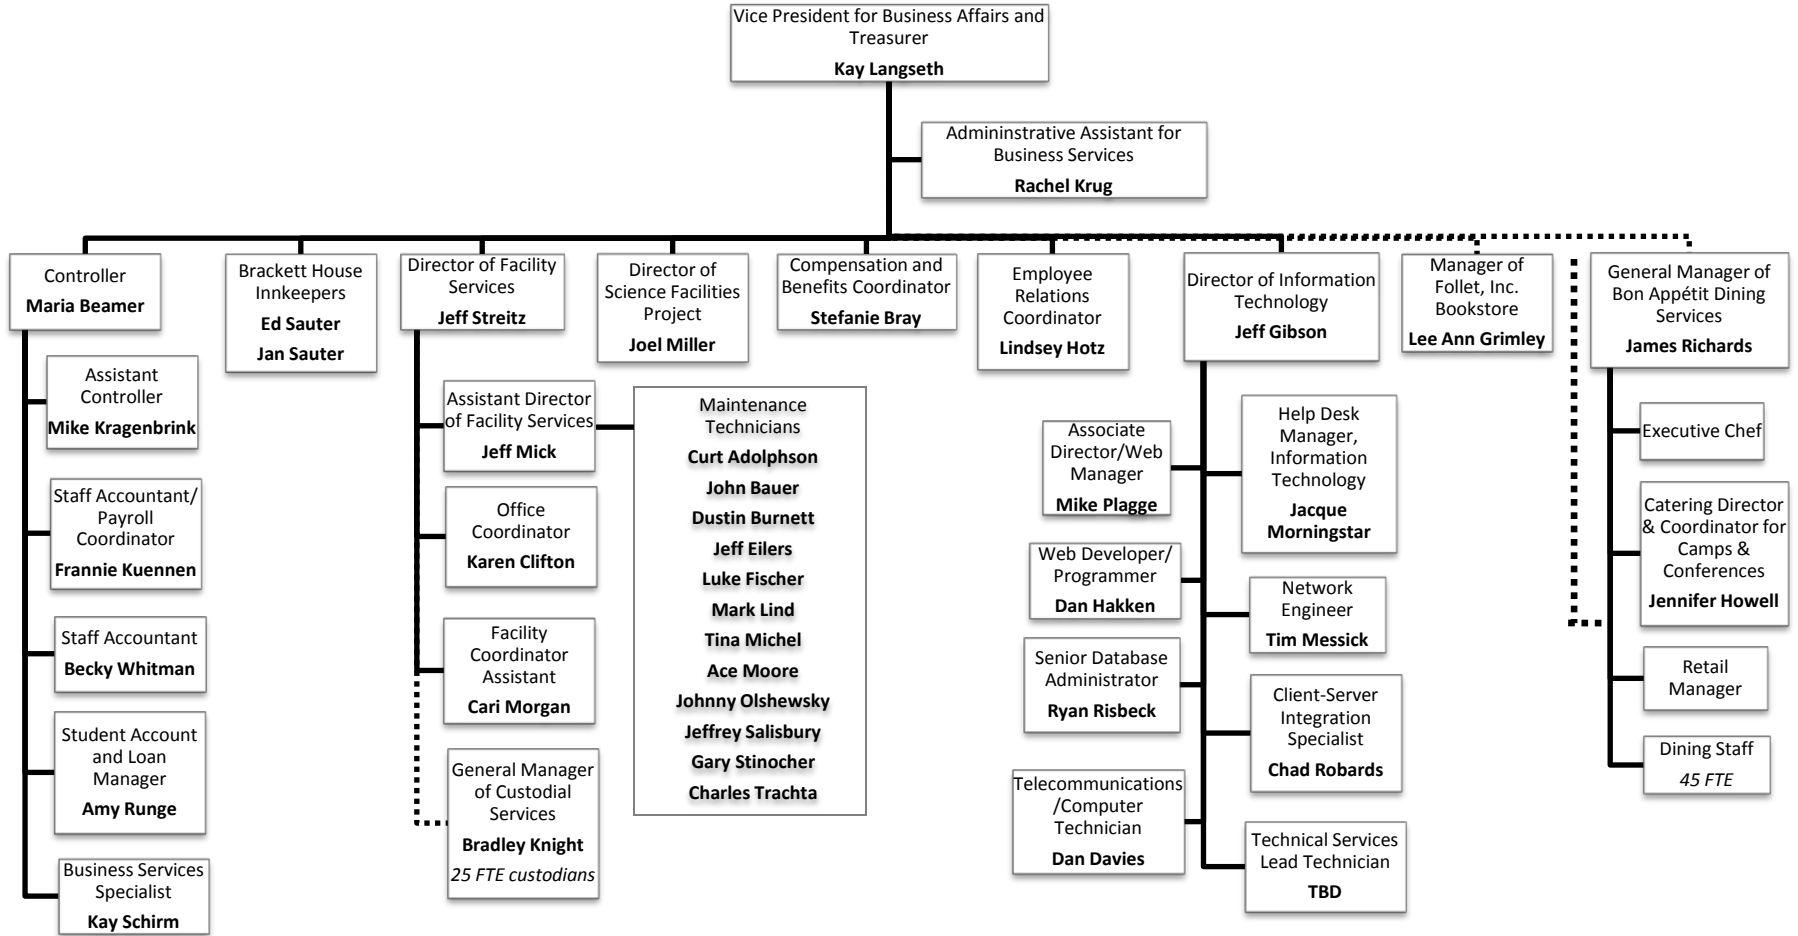 Vice President for Business Affairs and
Treasurer
Kay Langseth
Admininstrative Assistant for
Business Services
Rachel Krug
Controller
Maria Beamer
Brackett House
Innkeepers
Ed Sauter
Jan Sauter
Director of Facility
Services
Jeff Streitz
Director of
Science Facilities
Project
Joel Miller
Compensation and
Benefits Coordinator
Stefanie Bray
Employee
Relations
Coordinator
Lindsey Hotz
Director of Information
Technology
Jeff Gibson
Manager of
Follet, Inc.
Bookstore
Lee Ann Grimley
General Manager of
Bon Appétit Dining
Services
James Richards
Assistant
Controller
Mike Kragenbrink
Staff Accountant/
Payroll
Coordinator
Frannie Kuennen
Staff Accountant
Becky Whitman
Student Account
and Loan
Manager
Amy Runge
Business Services
Specialist
Kay Schirm
Assistant Director
of Facility Services
Jeff Mick
Office
Coordinator
Karen Clifton
Facility
Coordinator
Assistant
Cari Morgan
General Manager
of Custodial
Services
Bradley Knight
25 FTE custodians
Maintenance
Technicians
Curt Adolphson
John Bauer
Dustin Burnett
Jeff Eilers
Luke Fischer
Mark Lind
Tina Michel
Ace Moore
Johnny Olshewsky
Jeffrey Salisbury
Gary Stinocher
Charles Trachta
Associate
Director/Web
Manager
Mike Plagge
Web Developer/
Programmer
Dan Hakken
Senior Database
Administrator
Ryan Risbeck
Telecommunications
/Computer
Technician
Dan Davies
Help Desk
Manager,
Information
Technology
Jacque
Morningstar
Network
Engineer
Tim Messick
Client-Server
Integration
Specialist
Chad Robards
Technical Services
Lead Technician
TBD
Executive Chef
Catering Director
& Coordinator for
Camps &
Conferences
Jennifer Howell
Retail
Manager
Dining Staff
45 FTE